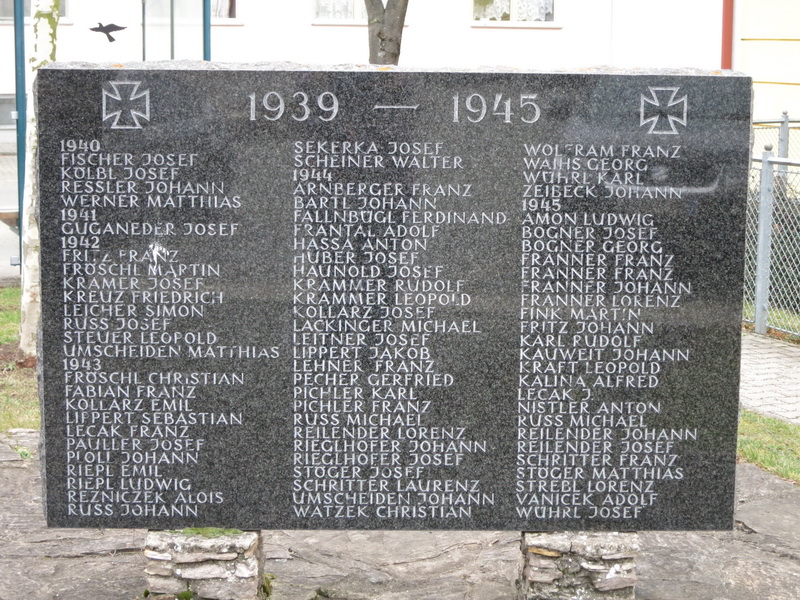 1939 — 1945
1940
FISCHER JOSEF
KÖLBL JOSEF
RESSLER JOHANN
WERNER MATTHIAS
1941
GUGANEDER JOSEF
1942
FRITZ FRANZ
FRÖSCHL MARTIN
KRAMER JOSEF
KREUZ FRIEDRICH
LEICHER SIMON
RUSS JOSEF
STEUER LEOPOLD
UMSCHEIDEN MATTHIAS
1943
FRÖSCHL CHRISTIAN
FABIAN FRANZ
KOLLARZ EMIL
LIPPERT SEBASTIAN
LECAK FRANZ
PAULLER JOSEF
PIOLL JOHANN
RIEPL EMIL
RIEPL LUDWIG
REZNICZEK ALOIS
RUSS JOHANN
SEKERKA JOSEF
SCHEINER WALTER
1944
ARNBERGER FRANZ
BARTL JOHANN
FALLNBÜGL FERDINAND
FRANTAL ADOLF
HASSA ANTON
HUBER JOSEF
HAUNOLD JOSEF
KRAMMER RUDOLF
KRAMMER LEOPOLD
KOLLARZ JOSEF
LACKINGER MICHAEL
LEITNER JOSEF
LIPPERT JAKOB
LEHNER FRANZ
PECHER GERFRIED
PICHLER KARL
PICHLER FRANZ
RUSS MICHAEL
REILENDER LORENZ
RIEGLHOFER JOHANN
RIEGLHOFER JOSEF
STÖGER JOSEF
SCHRITTER LAURENZ
UMSCHEIDEN JOHANN
WATZEK CHRISTIAN
WOLFRAM FRANZ
WAIHS GEORG
WÜHRL KARL
ZEIBECK JOHANN
1945
AMON LUDWIG
BOGNER JOSEF
BOGNER GEORG
FRANNER FRANZ
FRANNER FRANZ
FRANNER JOHANN
FRANNER LORENZ
FINK MARTIN
FRITZ JOHANN
KARL RUDOLF
KAUWEIT JOHANN
KRAFT LEOPOLD
KALINA ALFRED
LECAK J.
NISTLER ANTON
RUSS MICHAEL
REILENDER JOHANN
REILENDER JOSEF
SCHRITTER FRANZ
STÖGER MATTHIAS
STREBL LORENZ
VANICEK ADOLF
WÜHRL JOSEF